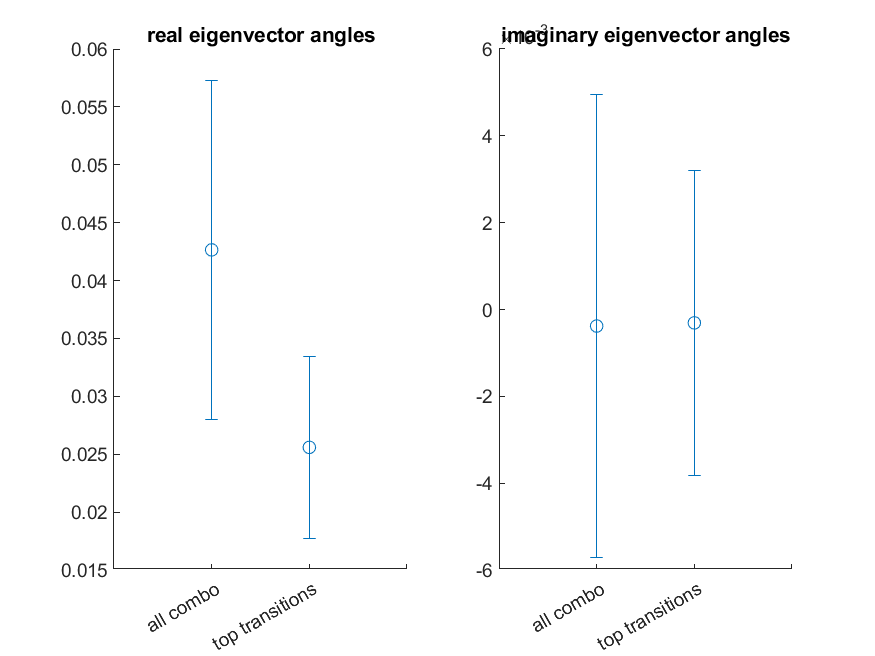 real eigenvector angles
0.06
0.055
0.05
0.045
0.04
0.035
0.03
0.025
0.02
0.015
all combo
top transitions
imaginary eigenvector angles
6
4
2
0
-2
-4
-6
all combo
top transitions